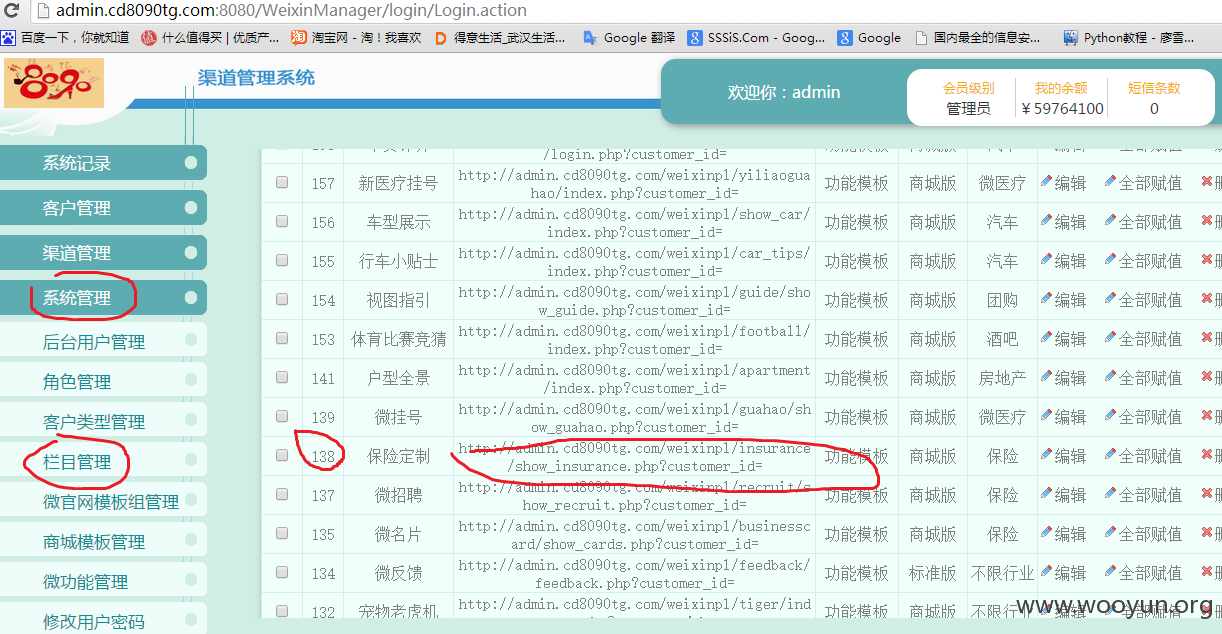 admin.cd8090tg.com:8080/WeixinManager/login/Login.action
百度一下，你就知道 什么值得买 | 优质产... 淘宝网 - 淘！我喜欢 得意生活_武汉生活... Google 翻译 SSSiS.Com - Goog... Google 国内最全的信息安... Python教程 - 廖雪...
8090
渠道管理系统
欢迎你：admin
会员级别 我的余额 短信条数
管理员 ￥59764100 0
系统记录
客户管理
渠道管理
系统管理
后台用户管理
角色管理
客户类型管理
栏目管理
微官网模板组管理
商城模板管理
微功能管理
修改用户密码
/login.php?customer_id=
157 新医疗挂号 http://admin.cd8090tg.com/weixinpl/yiliaogua 功能模板 商城版 微医疗 编辑 全部赋值
hao/index.php?customer_id=
156 车型展示 http://admin.cd8090tg.com/weixinpl/show_car/ 功能模板 商城版 汽车 编辑 全部赋值
index.php?customer_id=
155 行车小贴士 http://admin.cd8090tg.com/weixinpl/car_tips/ 功能模板 商城版 汽车 编辑 全部赋值
index.php?customer_id=
154 视图指引 http://admin.cd8090tg.com/weixinpl/guide/sho 功能模板 商城版 团购 编辑 全部赋值
w_guide.php?customer_id=
153 体育比赛竞猜 http://admin.cd8090tg.com/weixinpl/football/ 功能模板 商城版 酒吧 编辑 全部赋值
index.php?customer_id=
141 户型全景 http://admin.cd8090tg.com/weixinpl/apartment 功能模板 商城版 房地产 编辑 全部赋值
/index.php?customer_id=
139 微挂号 http://admin.cd8090tg.com/weixinpl/guahao/sh 功能模板 商城版 微医疗 编辑 全部赋值
ow_guahao.php?customer_id=
138 保险定制 http://admin.cd8090tg.com/weixinpl/insurance 功能模板 商城版 保险 编辑 全部赋值
/show_insurance.php?customer_id=
137 微招聘 http://admin.cd8090tg.com/weixinpl/recruit/s 功能模板 商城版 保险 编辑 全部赋值
how_recruit.php?customer_id=
135 微名片 http://admin.cd8090tg.com/weixinpl/businessc 功能模板 商城版 保险 编辑 全部赋值
ard/show_cards.php?customer_id=
134 微反馈 http://admin.cd8090tg.com/weixinpl/feedback/ 功能模板 标准版 不限行业 编辑 全部赋值
feedback.php?customer_id=
132 宠物老虎机 http://admin.cd8090tg.com/weixinpl/tiger/ind 功能模板 商城版 不限行业 编辑 全部赋值
www.wooyun.org